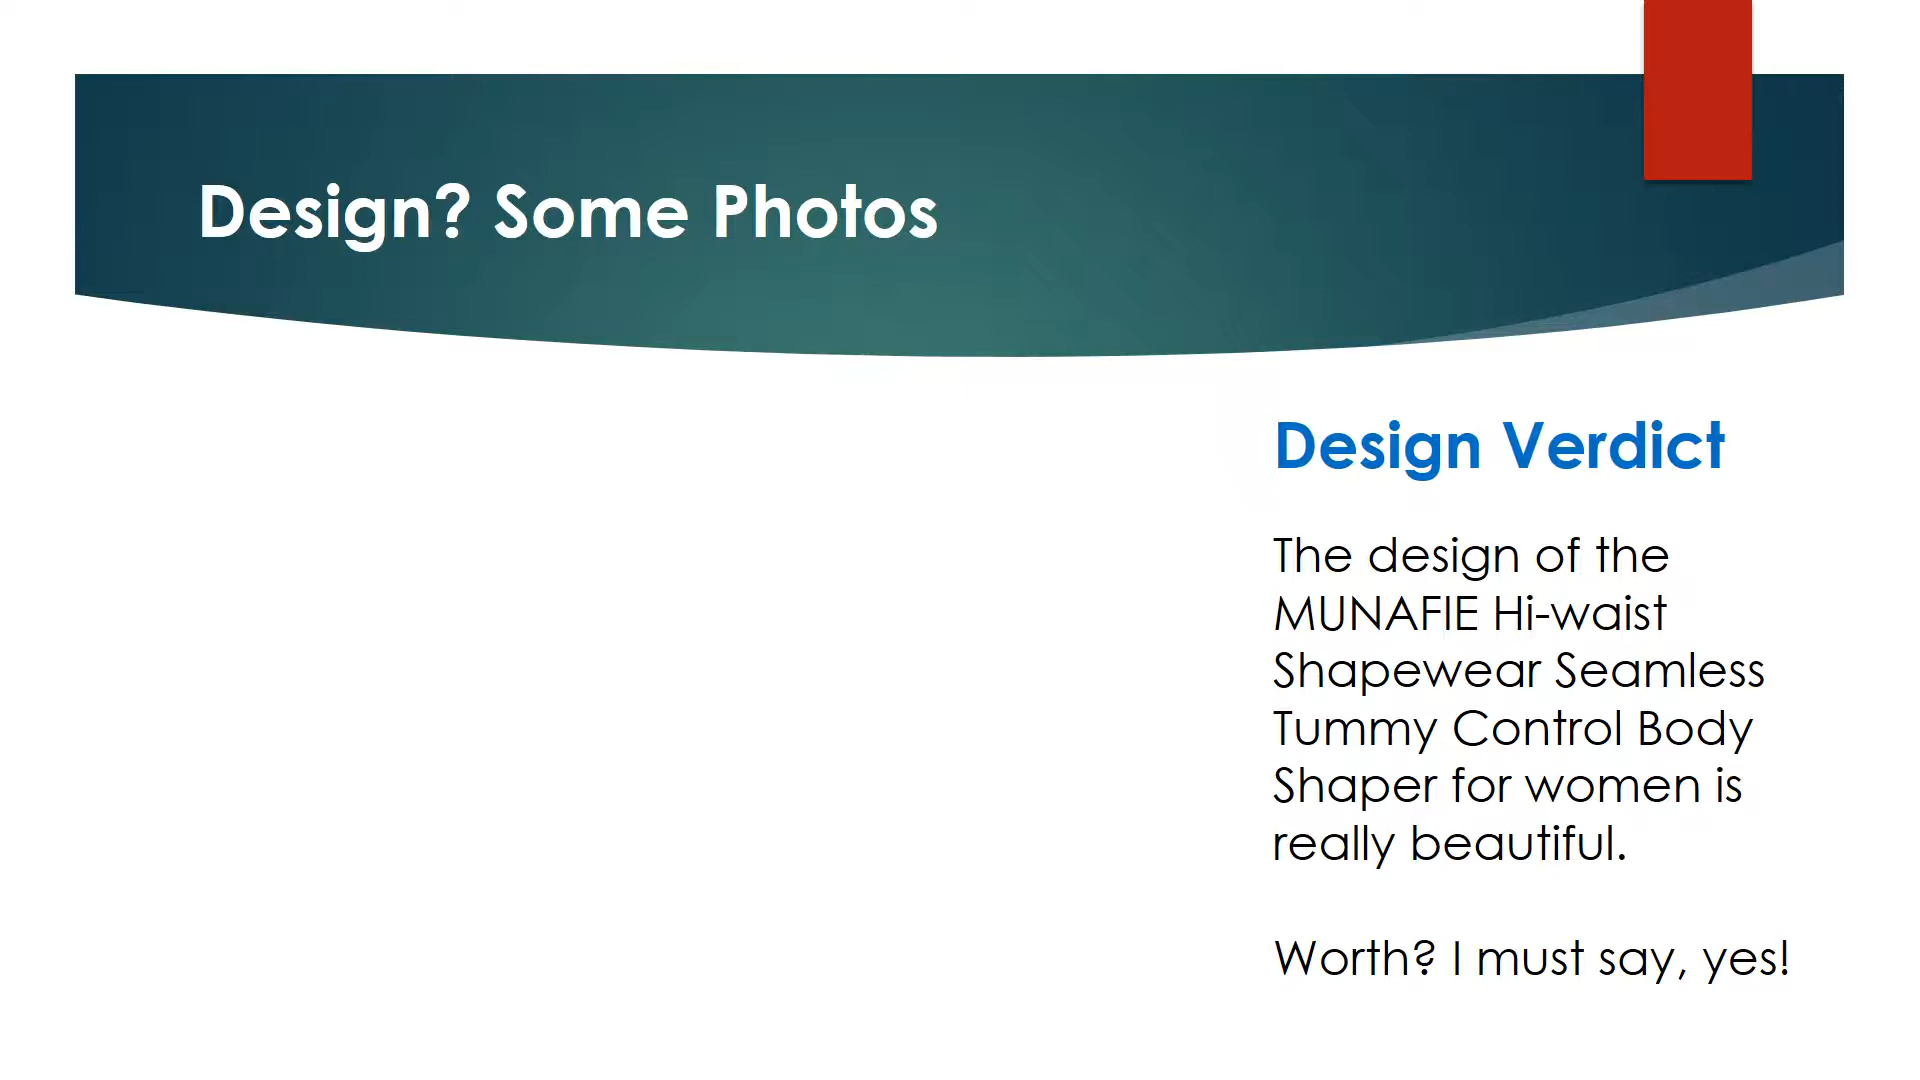 Design? Some Photos
Design Verdict
The design of the
MUNAFIE Hi-waist
Shapewear Seamless
Tummy Control Body
Shaper for women is
really beautiful.
Worth? I must say, yes!